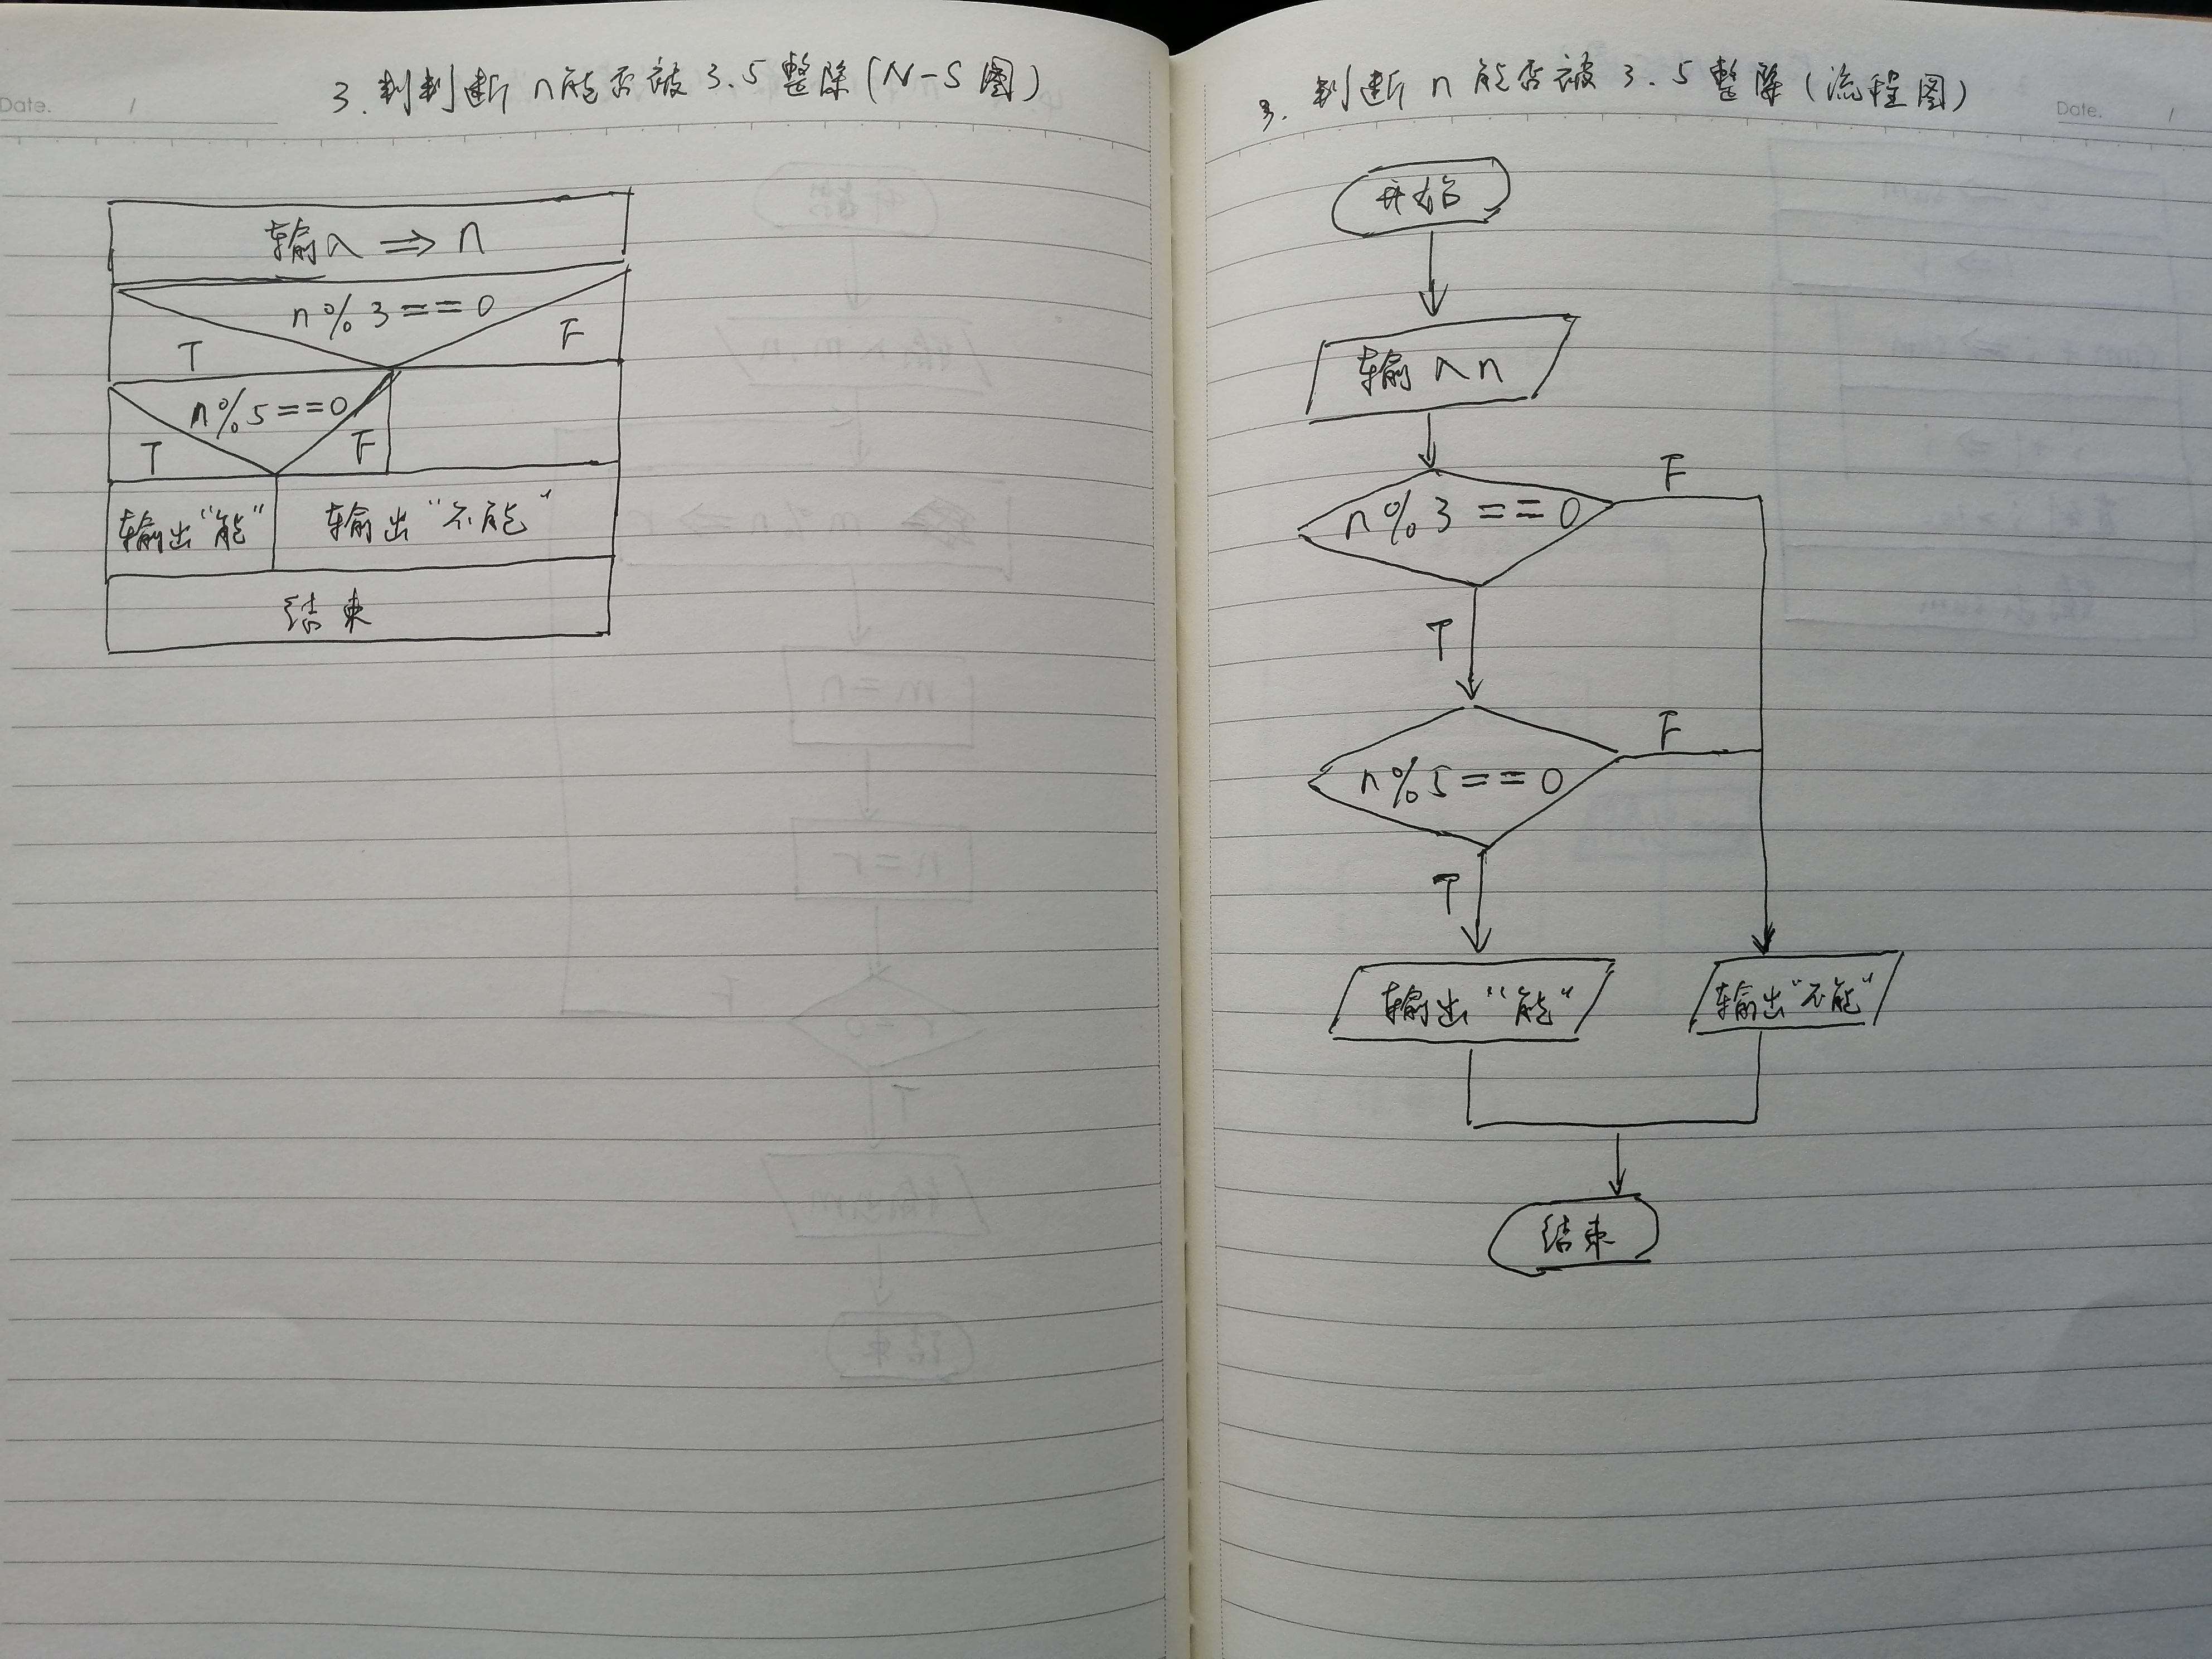 Date. /
3. 判判断 n能否被 3.5 整除(N-S图)
输入 ⇒ n
n%3==0
T F
n%5==0
T F
输出“能” 输出“不能”
结束
3. 判断 n 能否被 3.5 整除(流程图)
Date. /
开始
输入n
n%3==0
F
T
n%5==0
F
T
输出“能” 输出“不能”
结束